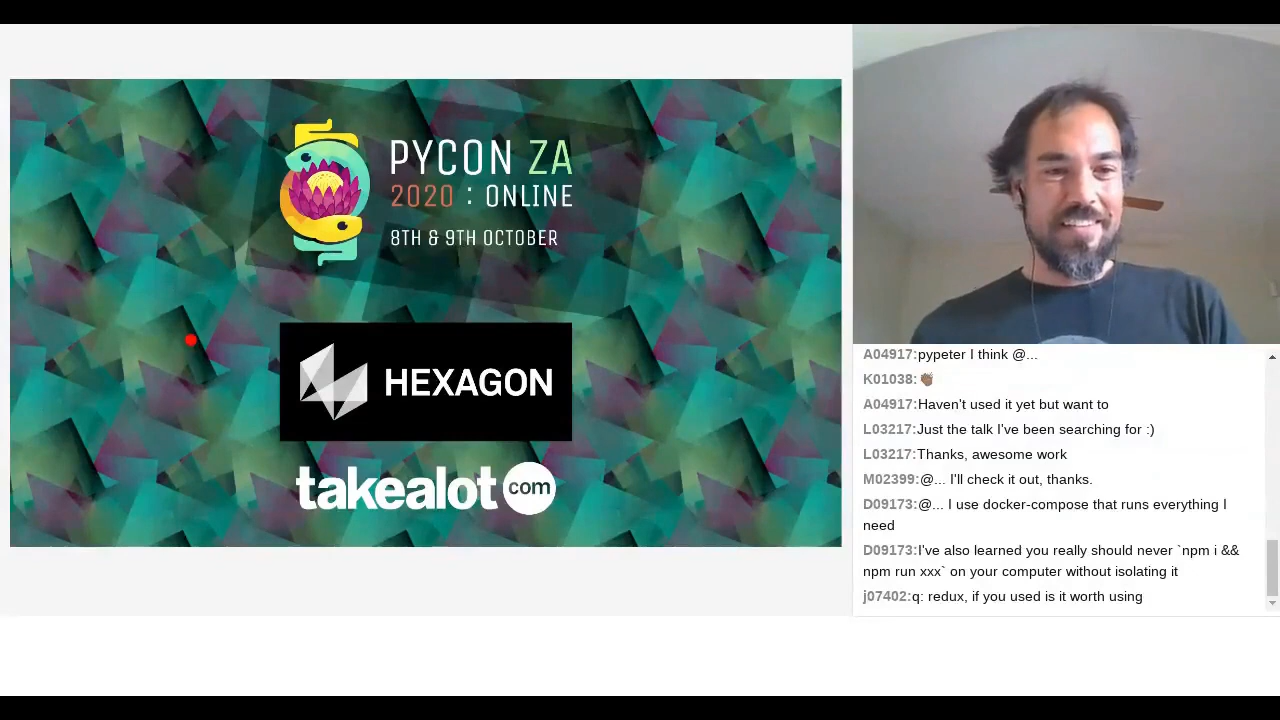 PYCON ZA
2020 : ONLINE
8TH & 9TH OCTOBER
HEXAGON
takealot com
A04917:pypeter I think @...
K01038:👏🏾
A04917:Haven't used it yet but want to
L03217:Just the talk I've been searching for :)
L03217:Thanks, awesome work
M02399:@... I'll check it out, thanks.
D09173:@... I use docker-compose that runs everything I
need
D09173:I've also learned you really should never `npm i &&
npm run xxx` on your computer without isolating it
j07402:q: redux, if you used is it worth using